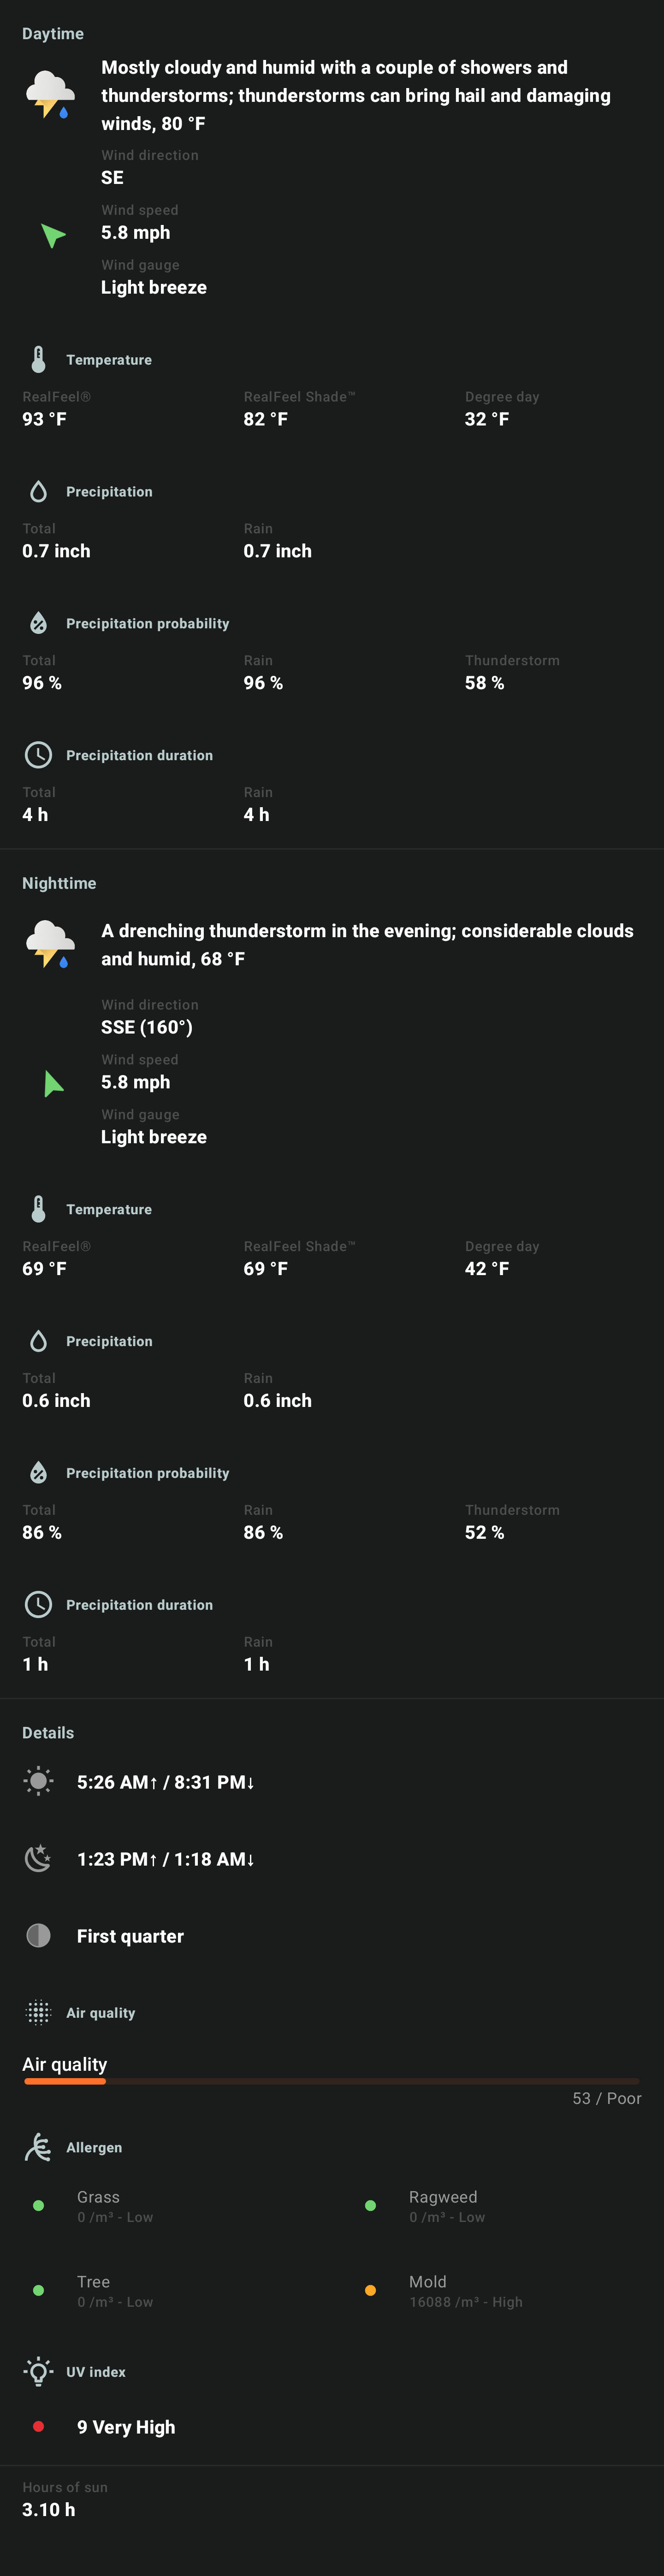 Daytime
Mostly cloudy and humid with a couple of showers and
thunderstorms; thunderstorms can bring hail and damaging
winds, 80 °F
Wind direction
SE
Wind speed
5.8 mph
Wind gauge
Light breeze
Temperature
RealFeel® RealFeel Shade™ Degree day
93 °F 82 °F 32 °F
Precipitation
Total Rain
0.7 inch 0.7 inch
Precipitation probability
Total Rain Thunderstorm
96 % 96 % 58 %
Precipitation duration
Total Rain
4 h 4 h
Nighttime
A drenching thunderstorm in the evening; considerable clouds
and humid, 68 °F
Wind direction
SSE (160°)
Wind speed
5.8 mph
Wind gauge
Light breeze
Temperature
RealFeel® RealFeel Shade™ Degree day
69 °F 69 °F 42 °F
Precipitation
Total Rain
0.6 inch 0.6 inch
Precipitation probability
Total Rain Thunderstorm
86 % 86 % 52 %
Precipitation duration
Total Rain
1 h 1 h
Details
5:26 AM↑ / 8:31 PM↓
1:23 PM↑ / 1:18 AM↓
First quarter
Air quality
Air quality
53 / Poor
Allergen
Grass Ragweed
0 /m³ - Low 0 /m³ - Low
Tree Mold
0 /m³ - Low 16088 /m³ - High
UV index
9 Very High
Hours of sun
3.10 h